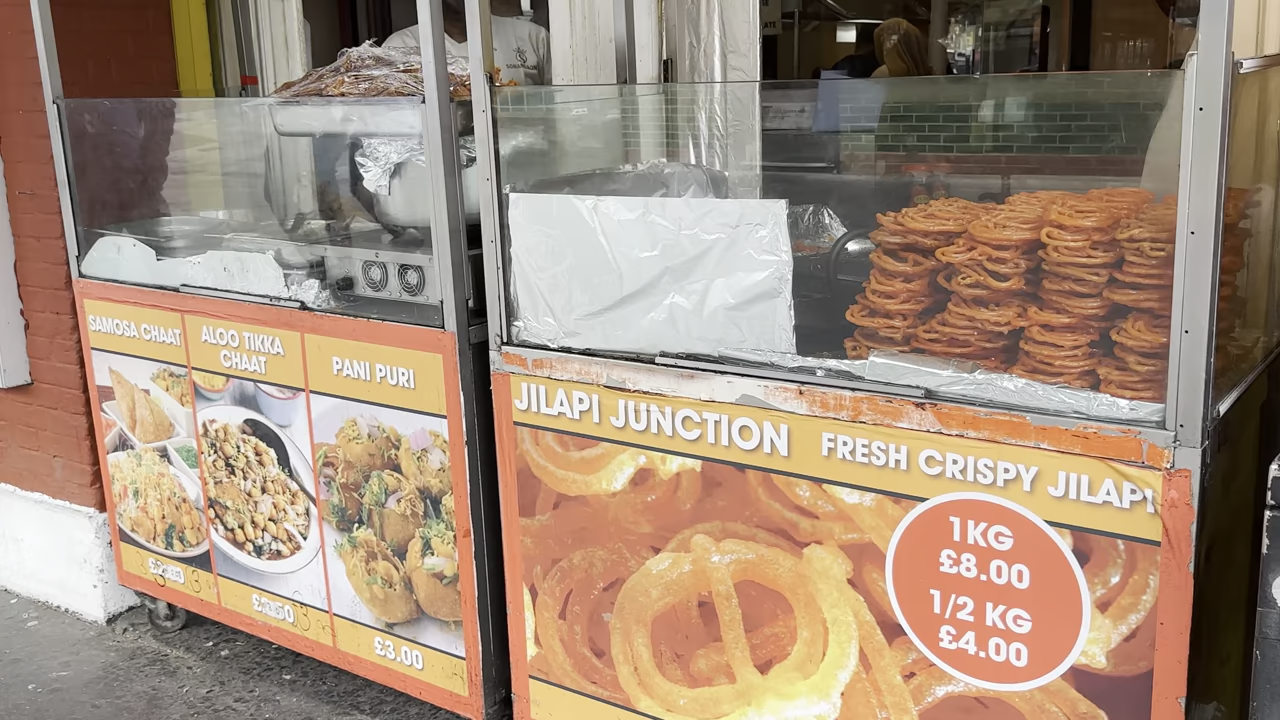 SAMOSA CHAAT
ALOO TIKKA
CHAAT
PANI PURI
£3.00
JILAPI JUNCTION
FRESH CRISPY JILAPI
1KG
£8.00
1/2 KG
£4.00